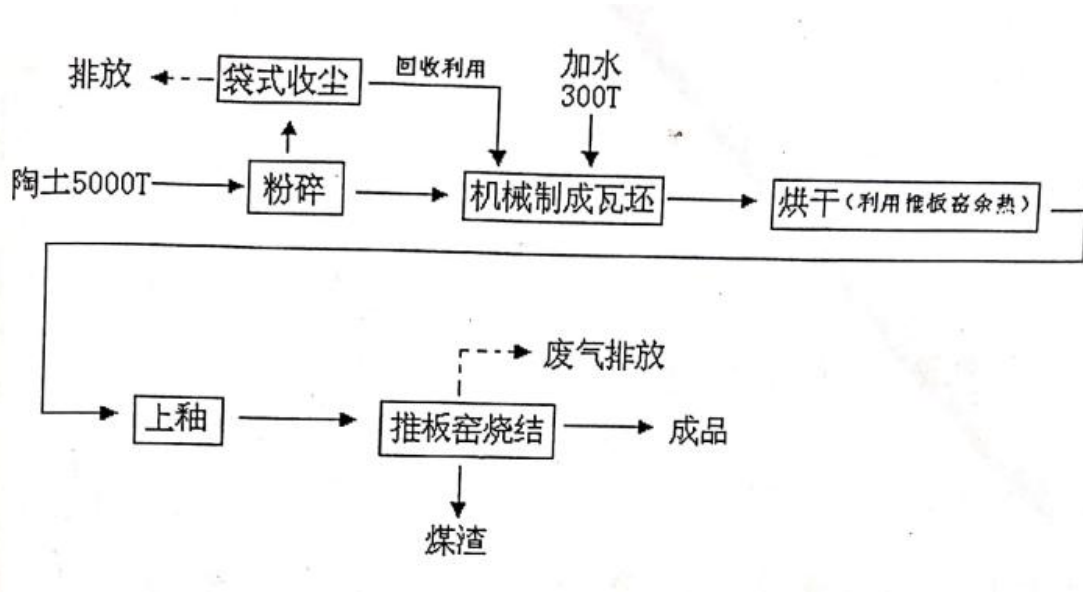 排放
袋式收尘
回收利用
加水
300T
陶土5000T
粉碎
机械制成瓦坯
烘干(利用推板窑余热)
废气排放
上釉
推板窑烧结
成品
煤渣